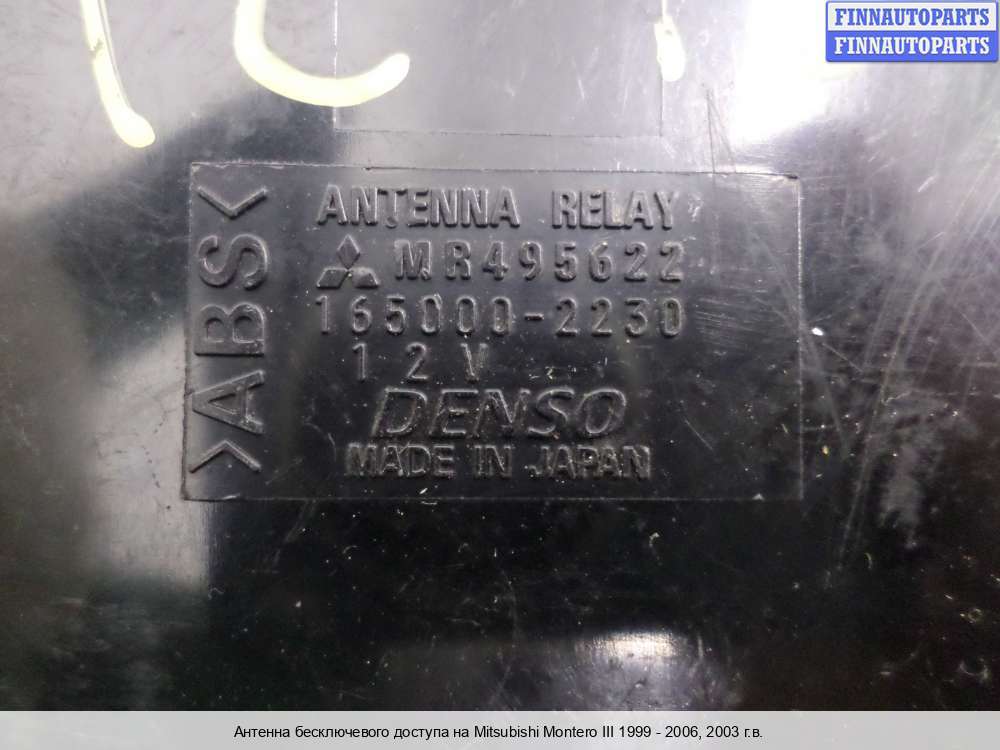 FINNAUTOPARTS
FINNAUTOPARTS
ANTENNA RELAY
MR495622
165000-2230
12V
DENSO
MADE IN JAPAN
>ABS<
Антенна бесключевого доступа на Mitsubishi Montero III 1999 - 2006, 2003 г.в.